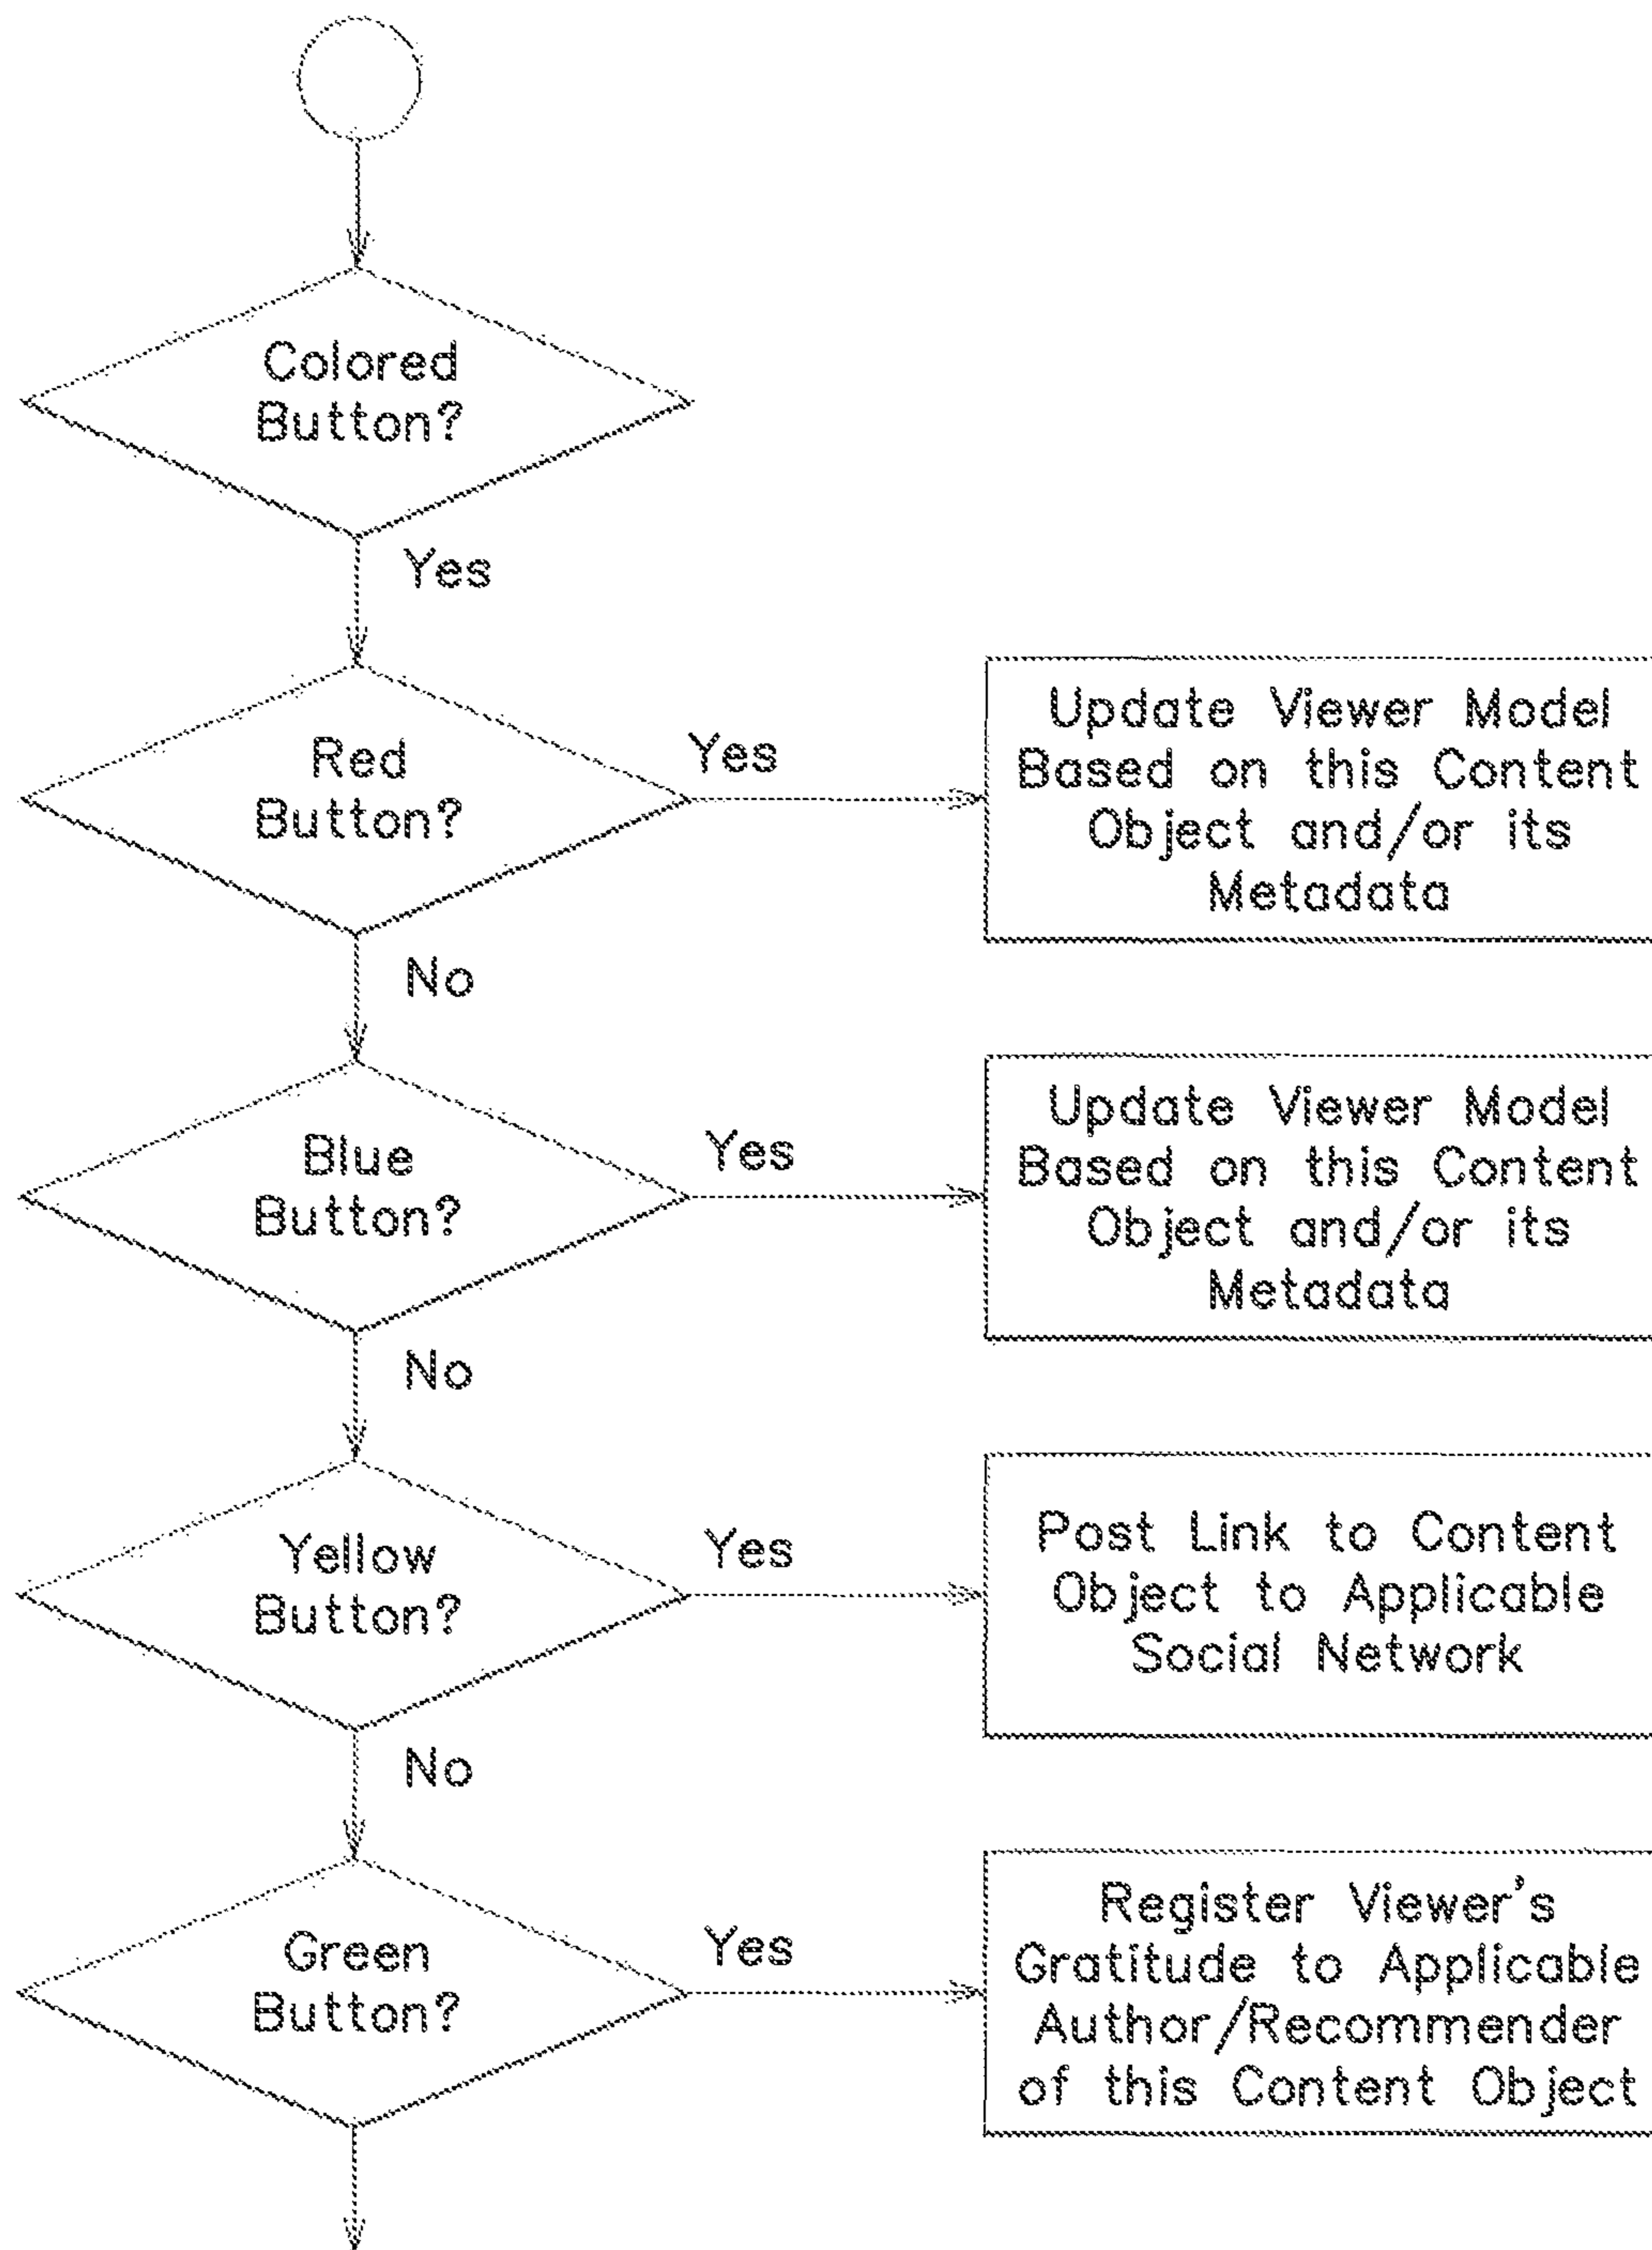 Colored
Button?
Yes
Red
Button?
Yes
Update Viewer Model
Based on this Content
Object and/or its
Metadata
No
Blue
Button?
Yes
Update Viewer Model
Based on this Content
Object and/or its
Metadata
No
Yellow
Button?
Yes
Post Link to Content
Object to Applicable
Social Network
No
Green
Button?
Yes
Register Viewer's
Gratitude to Applicable
Author/Recommender
of this Content Object